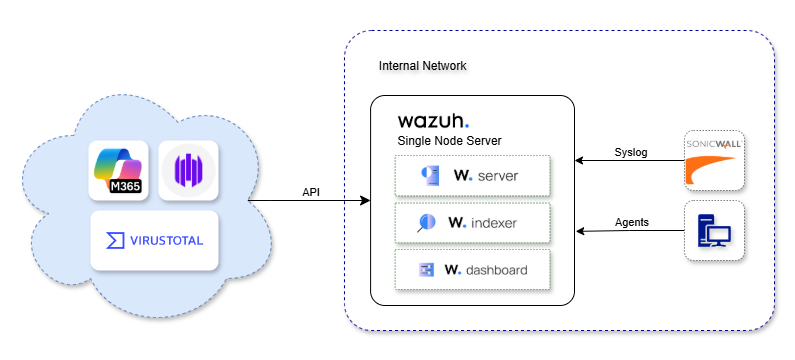 Internal Network
wazuh.
Single Node Server
W. server
W. indexer
W. dashboard
M365
VIRUSTOTAL
API
Syslog
SONICWALL
Agents